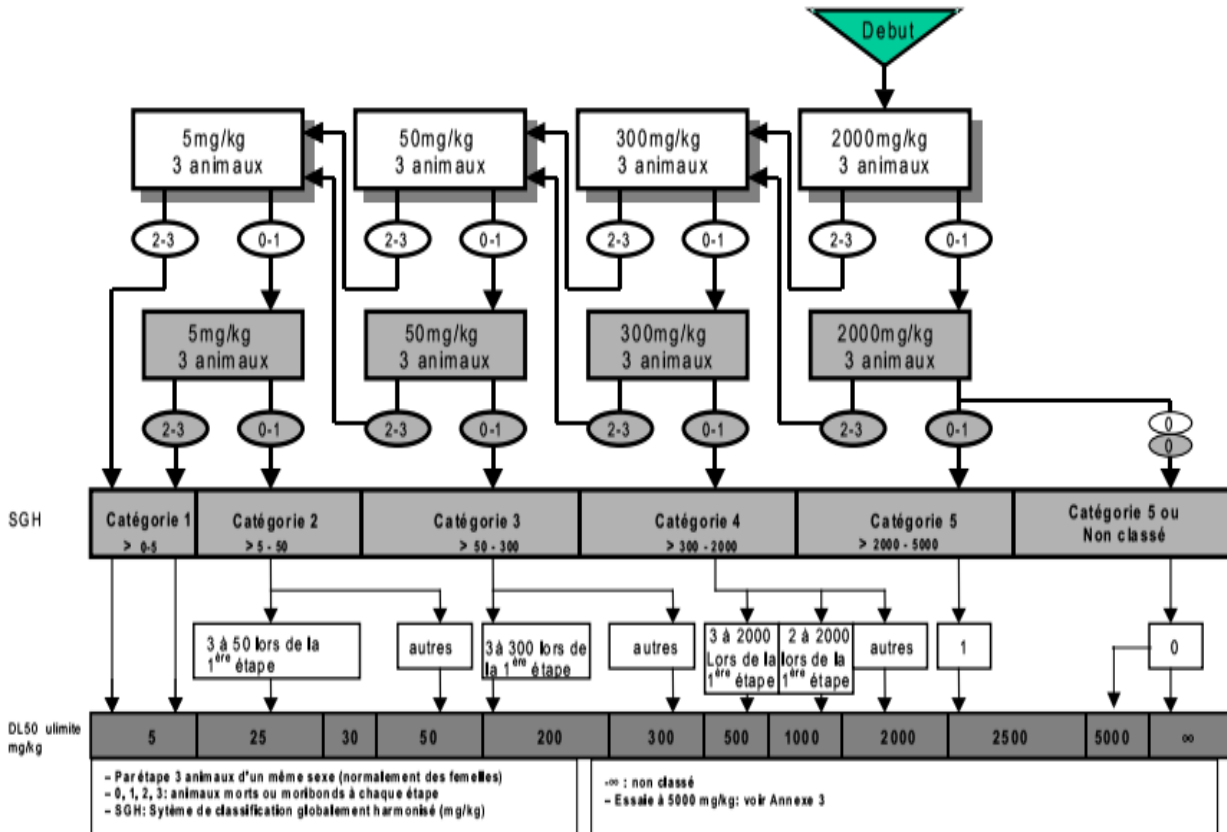 Debut
5mg/kg
3 animaux
50mg/kg
3 animaux
300mg/kg
3 animaux
2000mg/kg
3 animaux
2-3
0-1
2-3
0-1
2-3
0-1
2-3
0-1
5mg/kg
3 animaux
50mg/kg
3 animaux
300mg/kg
3 animaux
2000mg/kg
3 animaux
2-3
0-1
2-3
0-1
2-3
0-1
2-3
0-1
0
0
SGH
Catégorie 1
> 0-5
Catégorie 2
>5 - 50
Catégorie 3
> 50 - 300
Catégorie 4
>300 - 2000
Catégorie 5
> 2000 - 5000
Catégorie 5 ou
Non classé
3 à 50 lors de la
1ère étape
autres
3 à 300 lors de
la 1ère étape
autres
3 à 2000
Lors de la
1ère étape
2 à 2000
lors de la
1ère étape
autres
1
0
DL50 ulimite
mg/kg
5
25
30
50
200
300
500
1000
2000
2500
5000
∞
– Par étape 3 animaux d'un même sexe (normalement des femelles)
– 0, 1, 2, 3: animaux morts ou moribonds à chaque étape
– SGH: Sytème de classification globalement harmonisé (mg/kg)
-∞ : non classé
– Essaie à 5000 mg/kg: voir Annexe 3